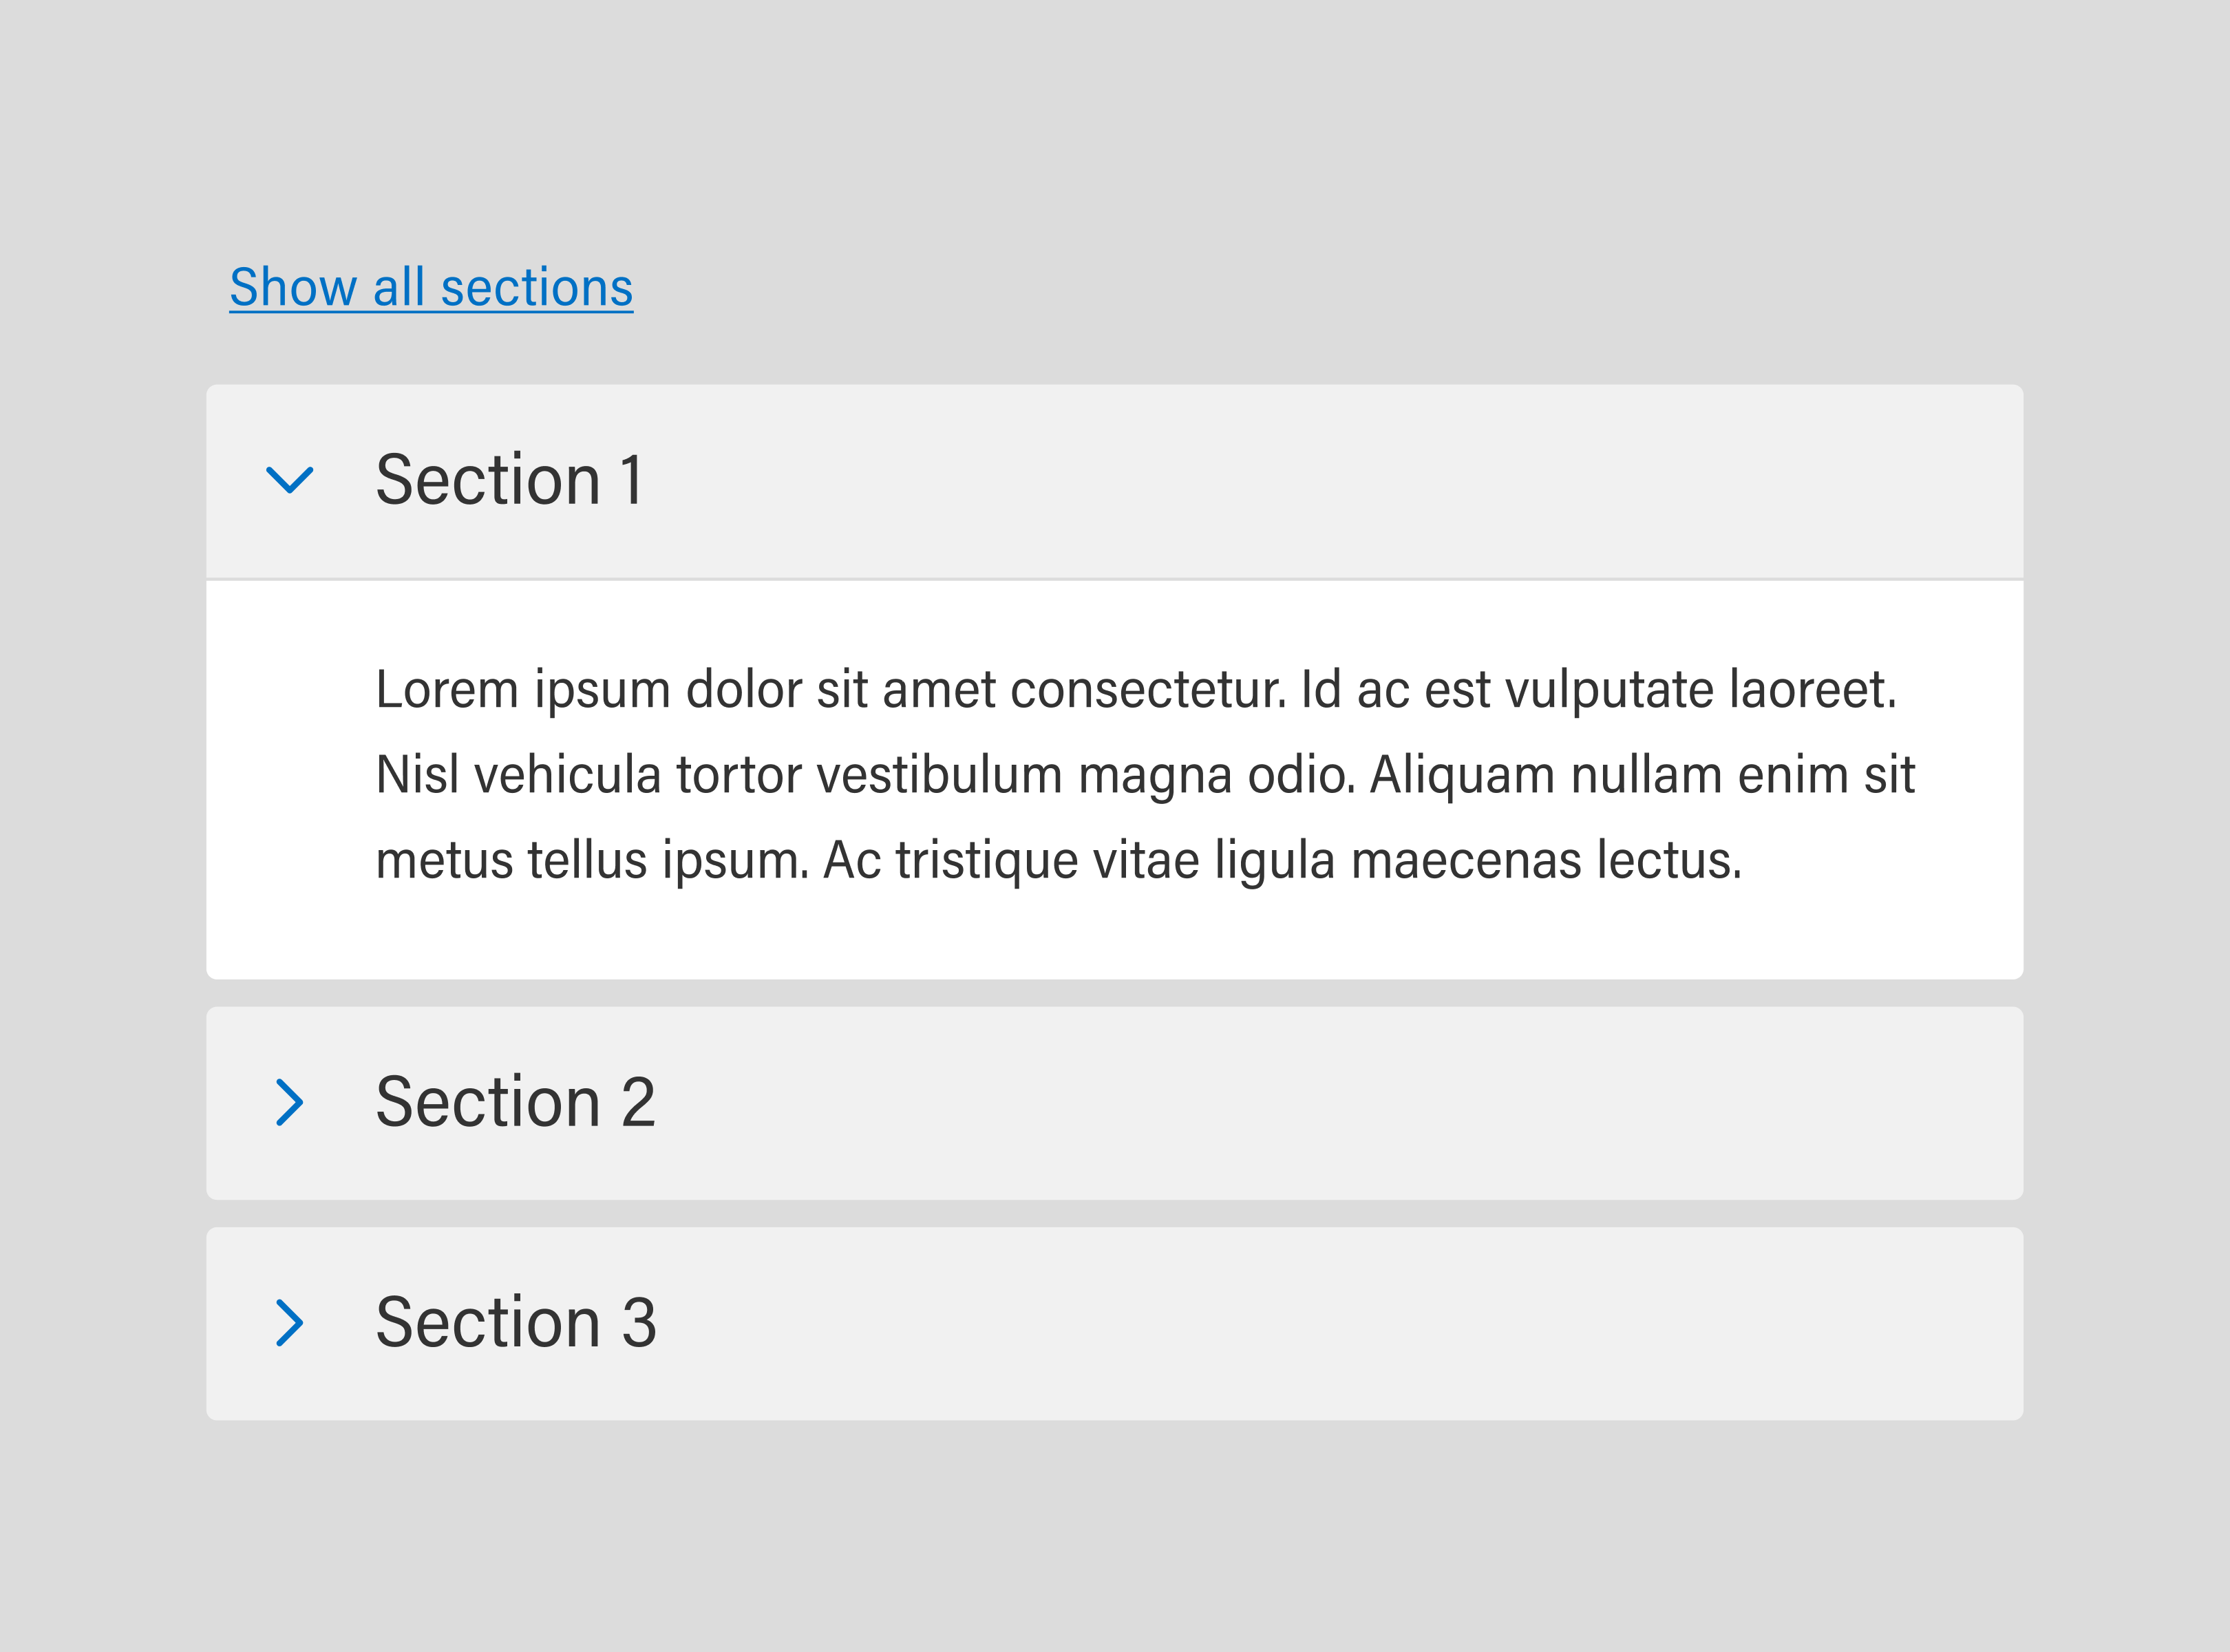 Show all sections
Section 1
Lorem ipsum dolor sit amet consectetur. Id ac est vulputate laoreet.
Nisl vehicula tortor vestibulum magna odio. Aliquam nullam enim sit
metus tellus ipsum. Ac tristique vitae ligula maecenas lectus.
Section 2
Section 3